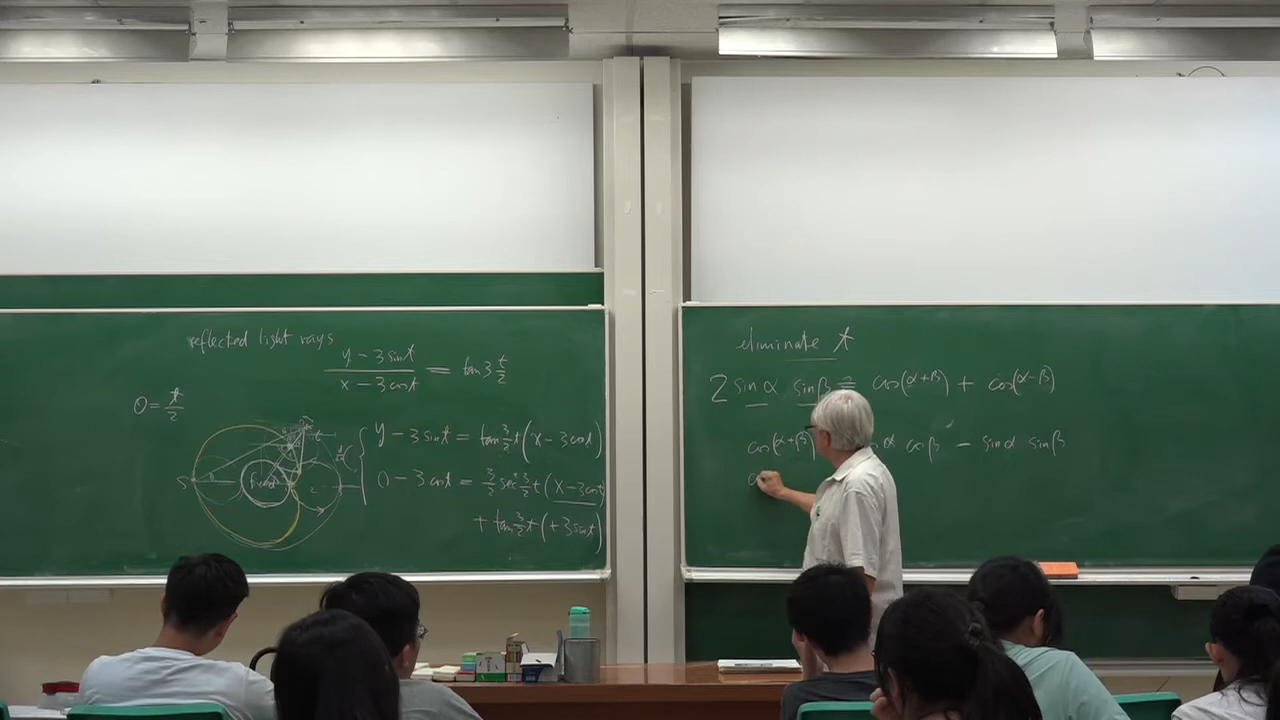 reflected light rays
y - 3 sin t / x - 3 cos t = tan 3 t/2
θ = t/2
y - 3 sin t = tan 3/2 t (x - 3 cos t)
0 - 3 cos t = 3/2 sec² 3/2 t (x - 3 cos t)
+ tan 3/2 t (+3 sin t)
S
eliminate t
2 sin α sin β = cos(α+β) + cos(α-β)
cos(α+β) cos β - sin α sin β